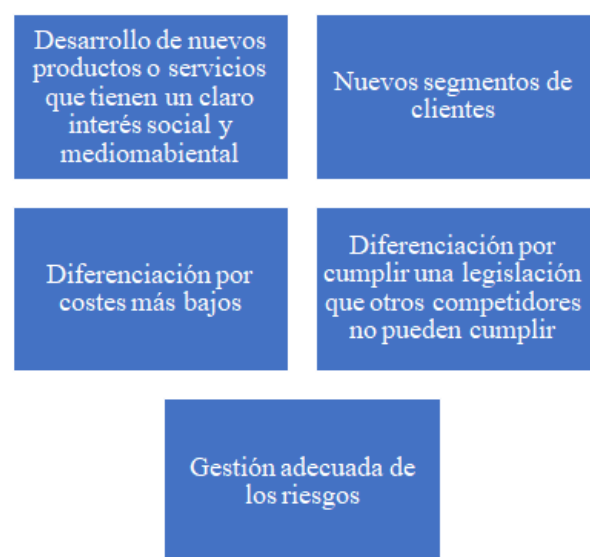 Desarrollo de nuevos
productos o servicios
que tienen un claro
interés social y
mediomabiental
Nuevos segmentos de
clientes
Diferenciación por
costes más bajos
Diferenciación por
cumplir una legislación
que otros competidores
no pueden cumplir
Gestión adecuada de
los riesgos